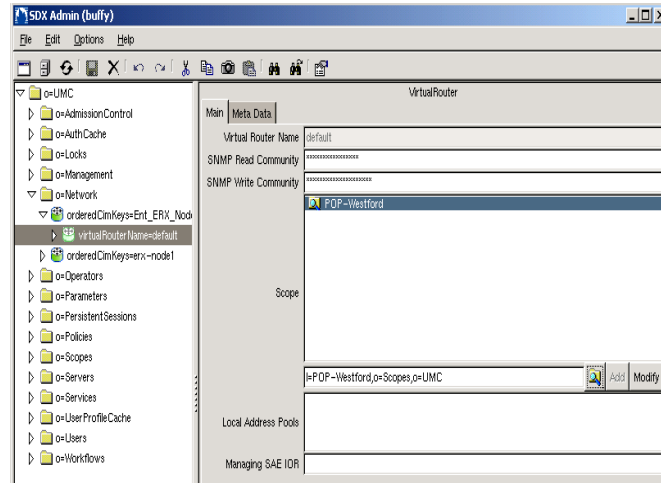 SDX Admin (buffy)
File Edit Options Help
o=UMC
o=AdmissionControl
o=AuthCache
o=Locks
o=Management
o=Network
orderedCimKeys=Ent_ERX_Nod
virtualRouterName=default
orderedCimKeys=erx-node1
o=Operators
o=Parameters
o=PersistentSessions
o=Policies
o=Scopes
o=Servers
o=Services
o=UserProfileCache
o=Users
o=Workflows
VirtualRouter
Main Meta Data
Virtual Router Name default
SNMP Read Community ****************
SNMP Write Community ********************
POP-Westford
Scope
l=POP-Westford,o=Scopes,o=UMC Add Modify
Local Address Pools
Managing SAE IOR